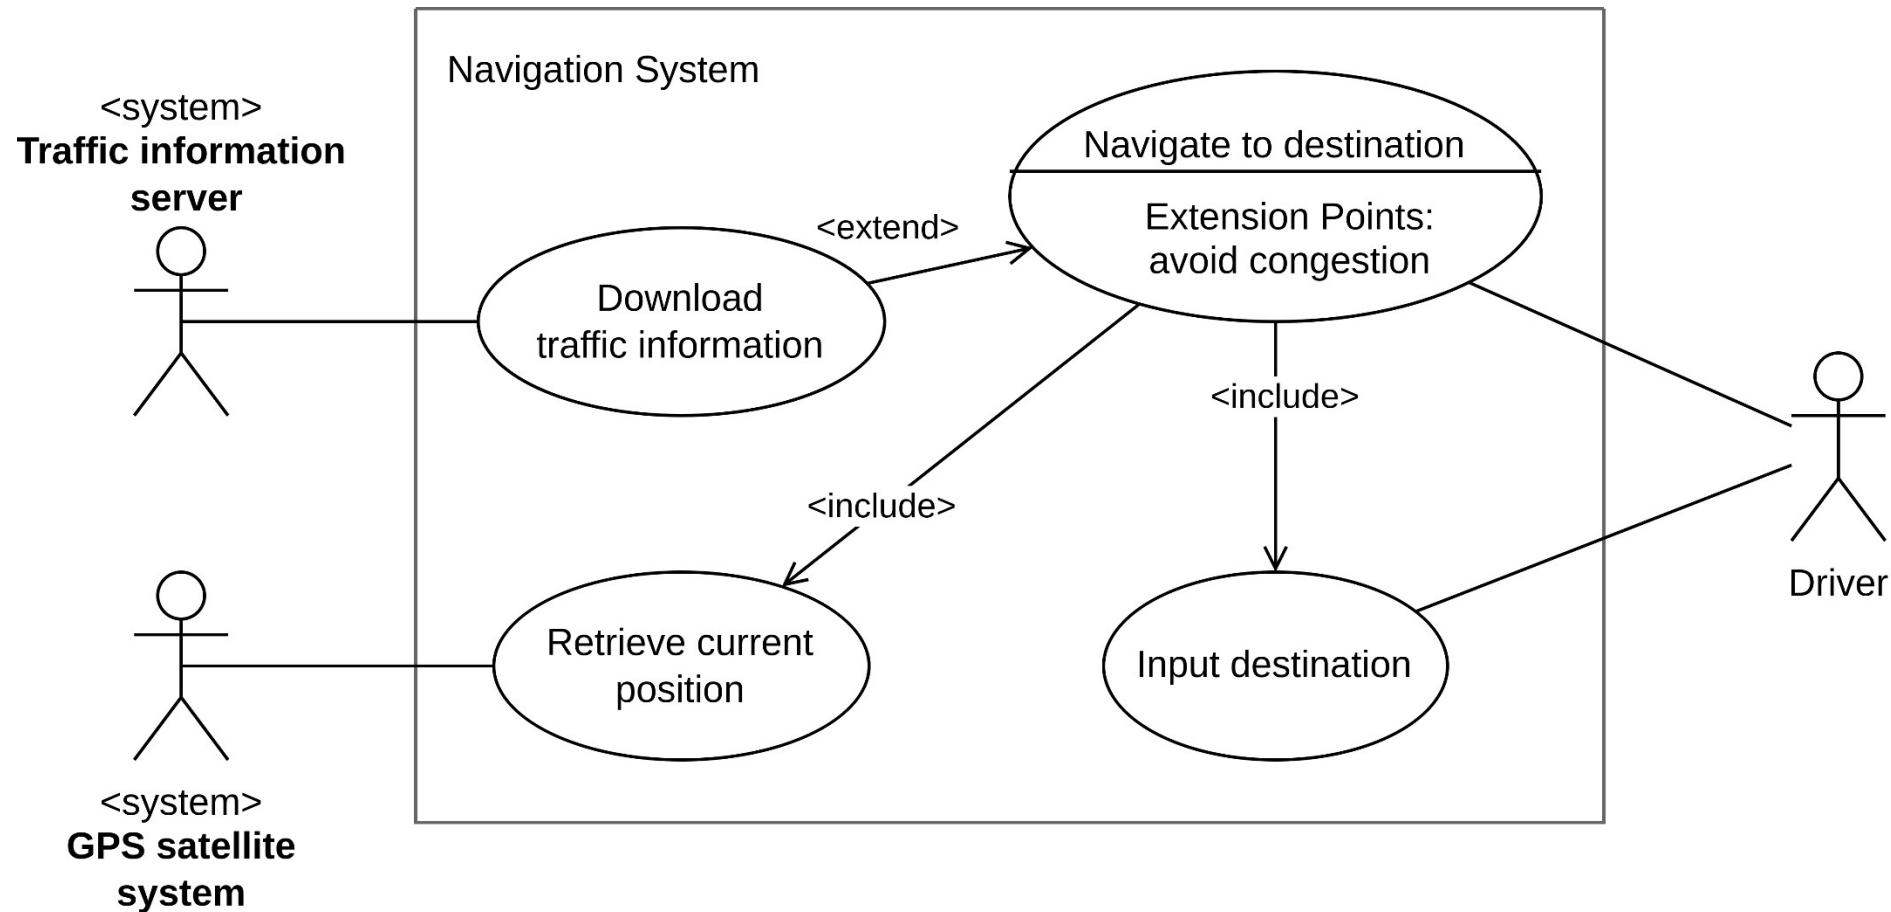 Navigation System
<system>
Traffic information
server
Navigate to destination
Extension Points:
avoid congestion
<extend>
Download
traffic information
<include>
<include>
Retrieve current
position
Input destination
Driver
<system>
GPS satellite
system